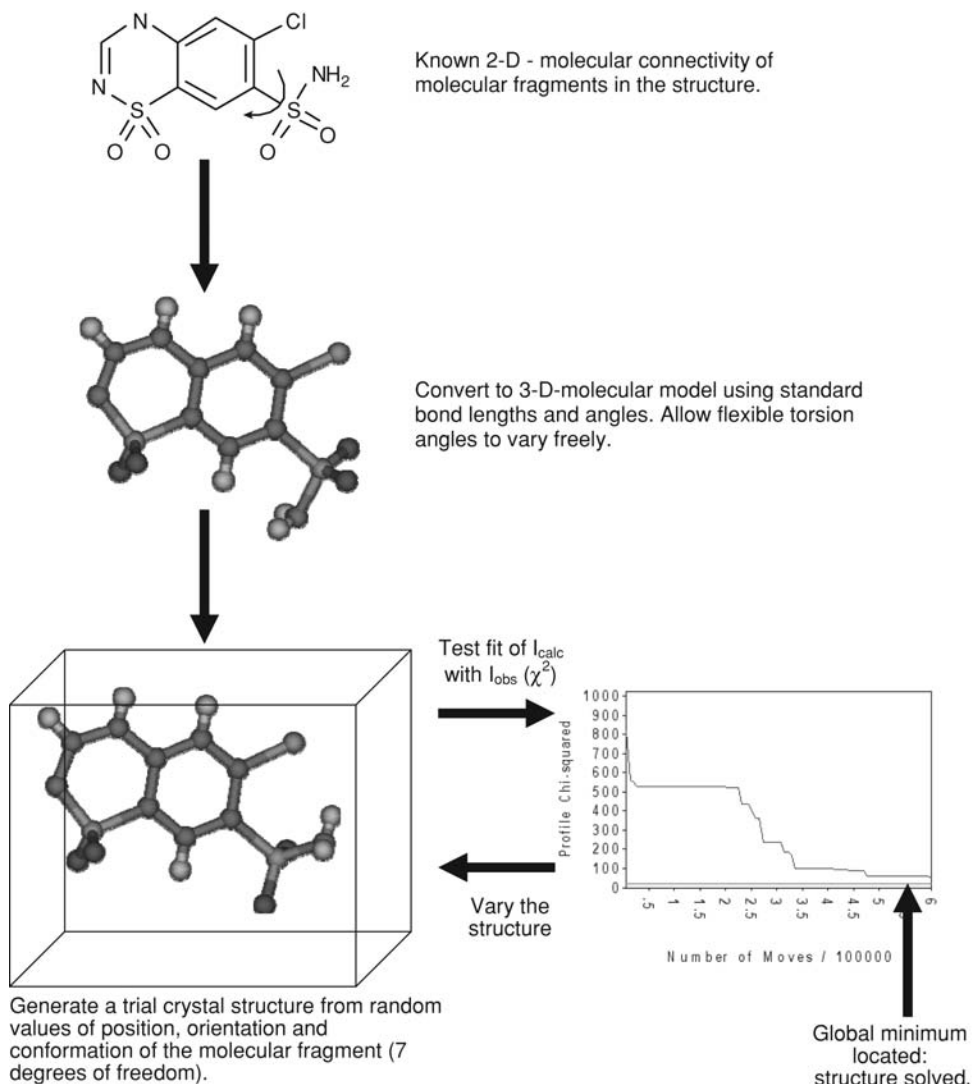 N
Cl
N
NH2
S
S
O
O
O
O
Known 2-D - molecular connectivity of
molecular fragments in the structure.
Convert to 3-D-molecular model using standard
bond lengths and angles. Allow flexible torsion
angles to vary freely.
Test fit of Icalc
with Iobs (χ2)
Vary the
structure
Profile Chi-squared
1000
900
800
700
600
500
400
300
200
100
0
.5
1
1.5
2
2.5
3
3.5
4
4.5
5
6
Number of Moves / 100000
Generate a trial crystal structure from random
values of position, orientation and
conformation of the molecular fragment (7
degrees of freedom).
Global minimum
located:
structure solved.